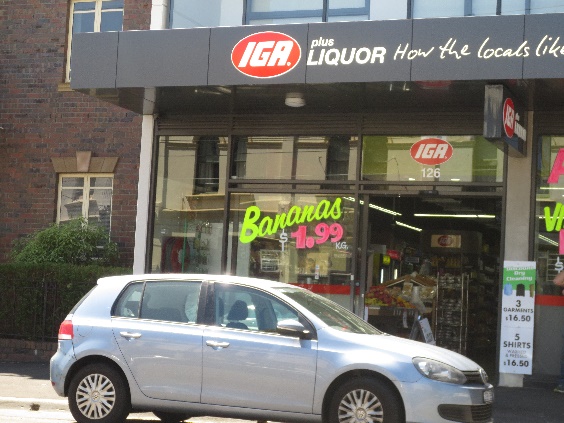 IGA plus LIQUOR How the locals like
IGA
IGA
126
Bananas
$1.99
KG.
IGA
Dry Cleaning
3
GARMENTS
$16.50
5
SHIRTS
$16.50